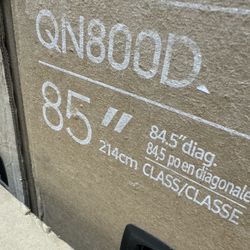 QN800D
85"
214cm
84.5"diag.
84,5 po en diagonale
CLASS/CLASSE